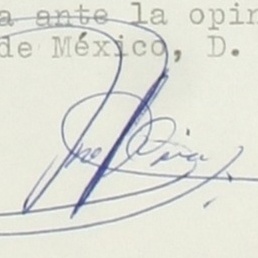 a ante la opin
de México, D.